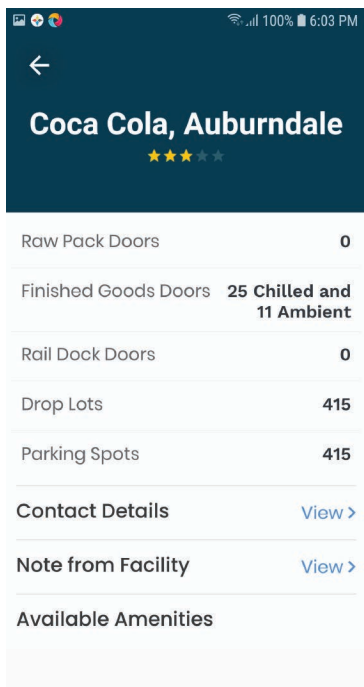 100% 6:03 PM
Coca Cola, Auburndale
Raw Pack Doors 0
Finished Goods Doors 25 Chilled and
11 Ambient
Rail Dock Doors 0
Drop Lots 415
Parking Spots 415
Contact Details View >
Note from Facility View >
Available Amenities